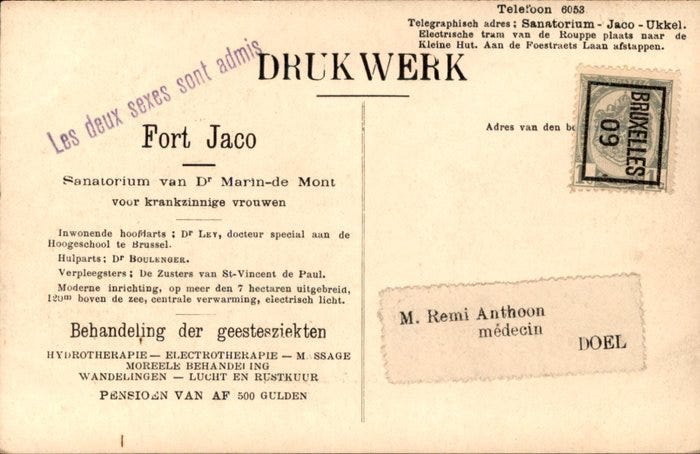 Telefoon 6053
Telegraphisch adres; Sanatorium-Jaco-Ukkel.
Electrische tram van de Rouppe plaats naar de
Kleine Hut. Aan de Foestraets Laan afstappen.
Les deux sexes sont admis
DRUKWERK
Fort Jaco
Sanatorium van Dr Marin-de Mont
voor krankzinnige vrouwen
Inwonende hoofdarts; Dr LEY, docteur special aan de
Hoogeschool te Brussel.
Hulparts; Dr BOULENGER.
Verpleegsters; De Zusters van St-Vincent de Paul.
Moderne inrichting, op meer den 7 hectaren uitgebreid,
120m boven de zee, centrale verwarming, electrisch licht.
Behandeling der geestesziekten
HYDROTHERAPIE — ELECTROTHERAPIE — MASSAGE
MOREELE BEHANDELING
WANDELINGEN — LUCHT EN RUSTKUUR
PENSIOEN VAN AF 500 GULDEN
Adres van den
BRUXELLES
09
1
M. Remi Anthoon
médecin
DOEL